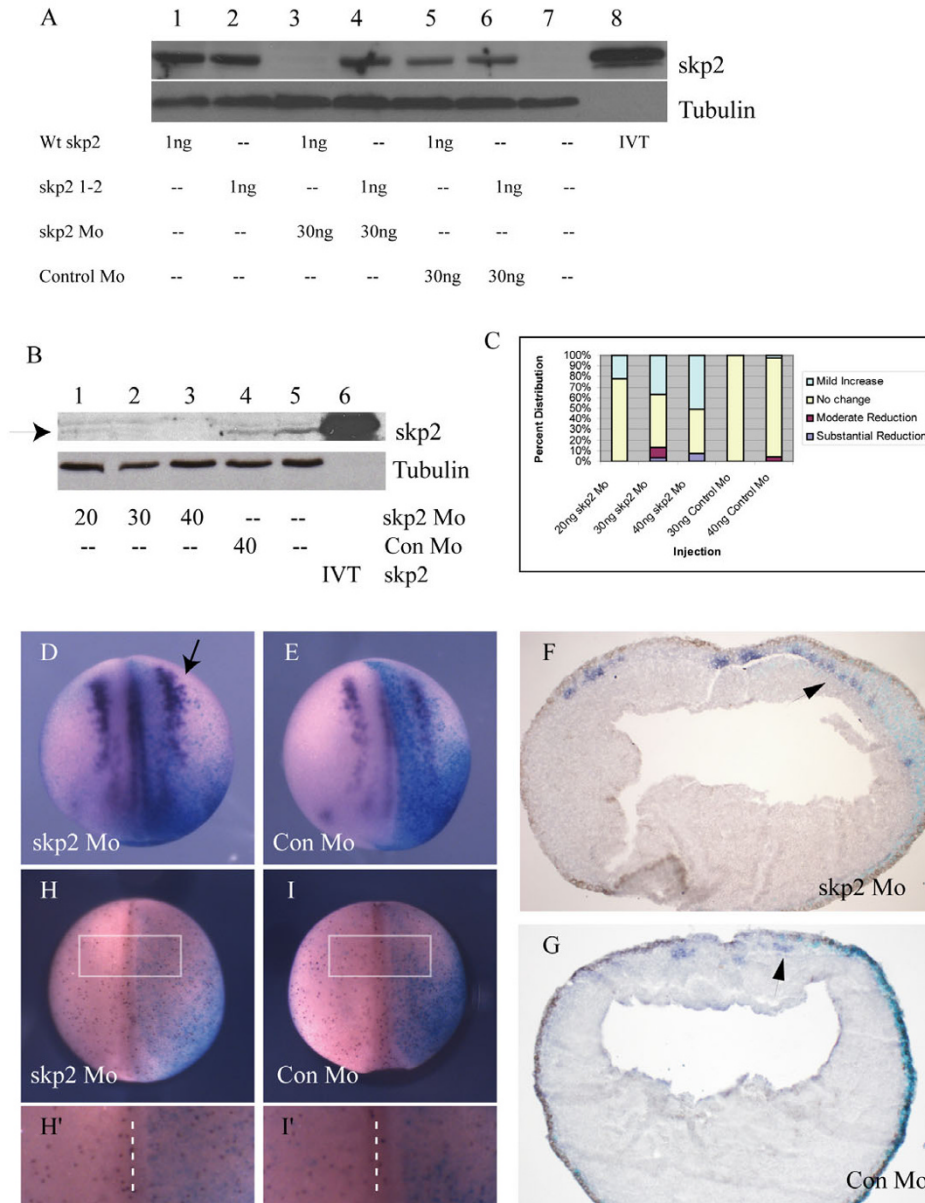 A
1 2 3 4 5 6 7 8
skp2
Tubulin
Wt skp2 1ng -- 1ng -- 1ng -- -- IVT
skp2 1-2 -- 1ng -- 1ng -- 1ng --
skp2 Mo -- -- 30ng 30ng -- -- --
Control Mo -- -- -- -- 30ng 30ng --
B
1 2 3 4 5 6
skp2
Tubulin
20 30 40 -- -- skp2 Mo
-- -- -- 40 -- Con Mo
IVT skp2
C
Percent Distribution
100%
90%
80%
70%
60%
50%
40%
30%
20%
10%
0%
20ng skp2 Mo
30ng skp2 Mo
40ng skp2 Mo
30ng Control Mo
40ng Control Mo
Injection
Mild Increase
No change
Moderate Reduction
Substantial Reduction
D
skp2 Mo
E
Con Mo
F
skp2 Mo
H
skp2 Mo
I
Con Mo
G
Con Mo
H'
I'